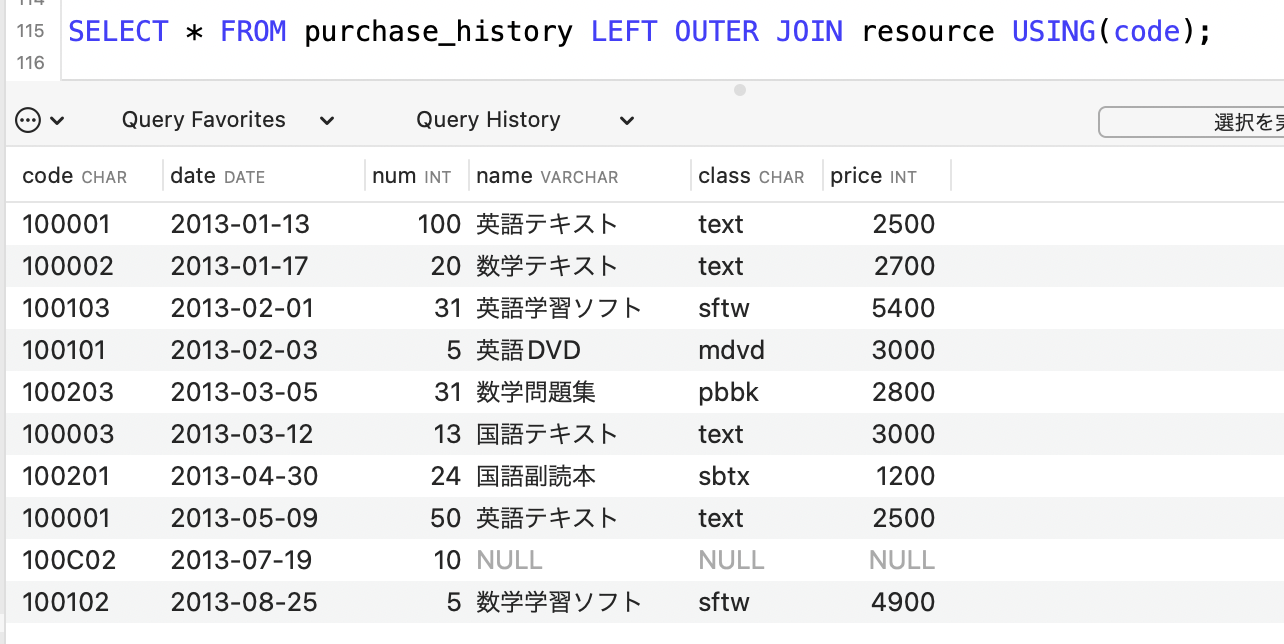 115 SELECT * FROM purchase_history LEFT OUTER JOIN resource USING(code);
116
Query Favorites Query History
code CHAR date DATE num INT name VARCHAR class CHAR price INT
100001 2013-01-13 100 英語テキスト text 2500
100002 2013-01-17 20 数学テキスト text 2700
100103 2013-02-01 31 英語学習ソフト sftw 5400
100101 2013-02-03 5 英語DVD mdvd 3000
100203 2013-03-05 31 数学問題集 pbbk 2800
100003 2013-03-12 13 国語テキスト text 3000
100201 2013-04-30 24 国語副読本 sbtx 1200
100001 2013-05-09 50 英語テキスト text 2500
100C02 2013-07-19 10 NULL NULL NULL
100102 2013-08-25 5 数学学習ソフト sftw 4900